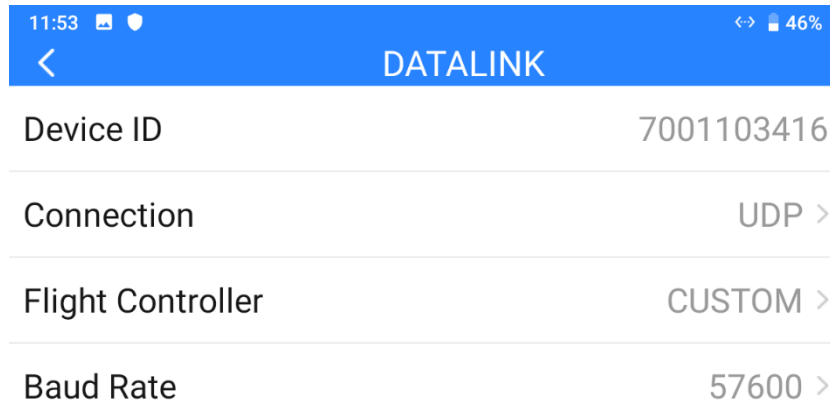 11:53 46%
DATALINK
Device ID 7001103416
Connection UDP
Flight Controller CUSTOM
Baud Rate 57600